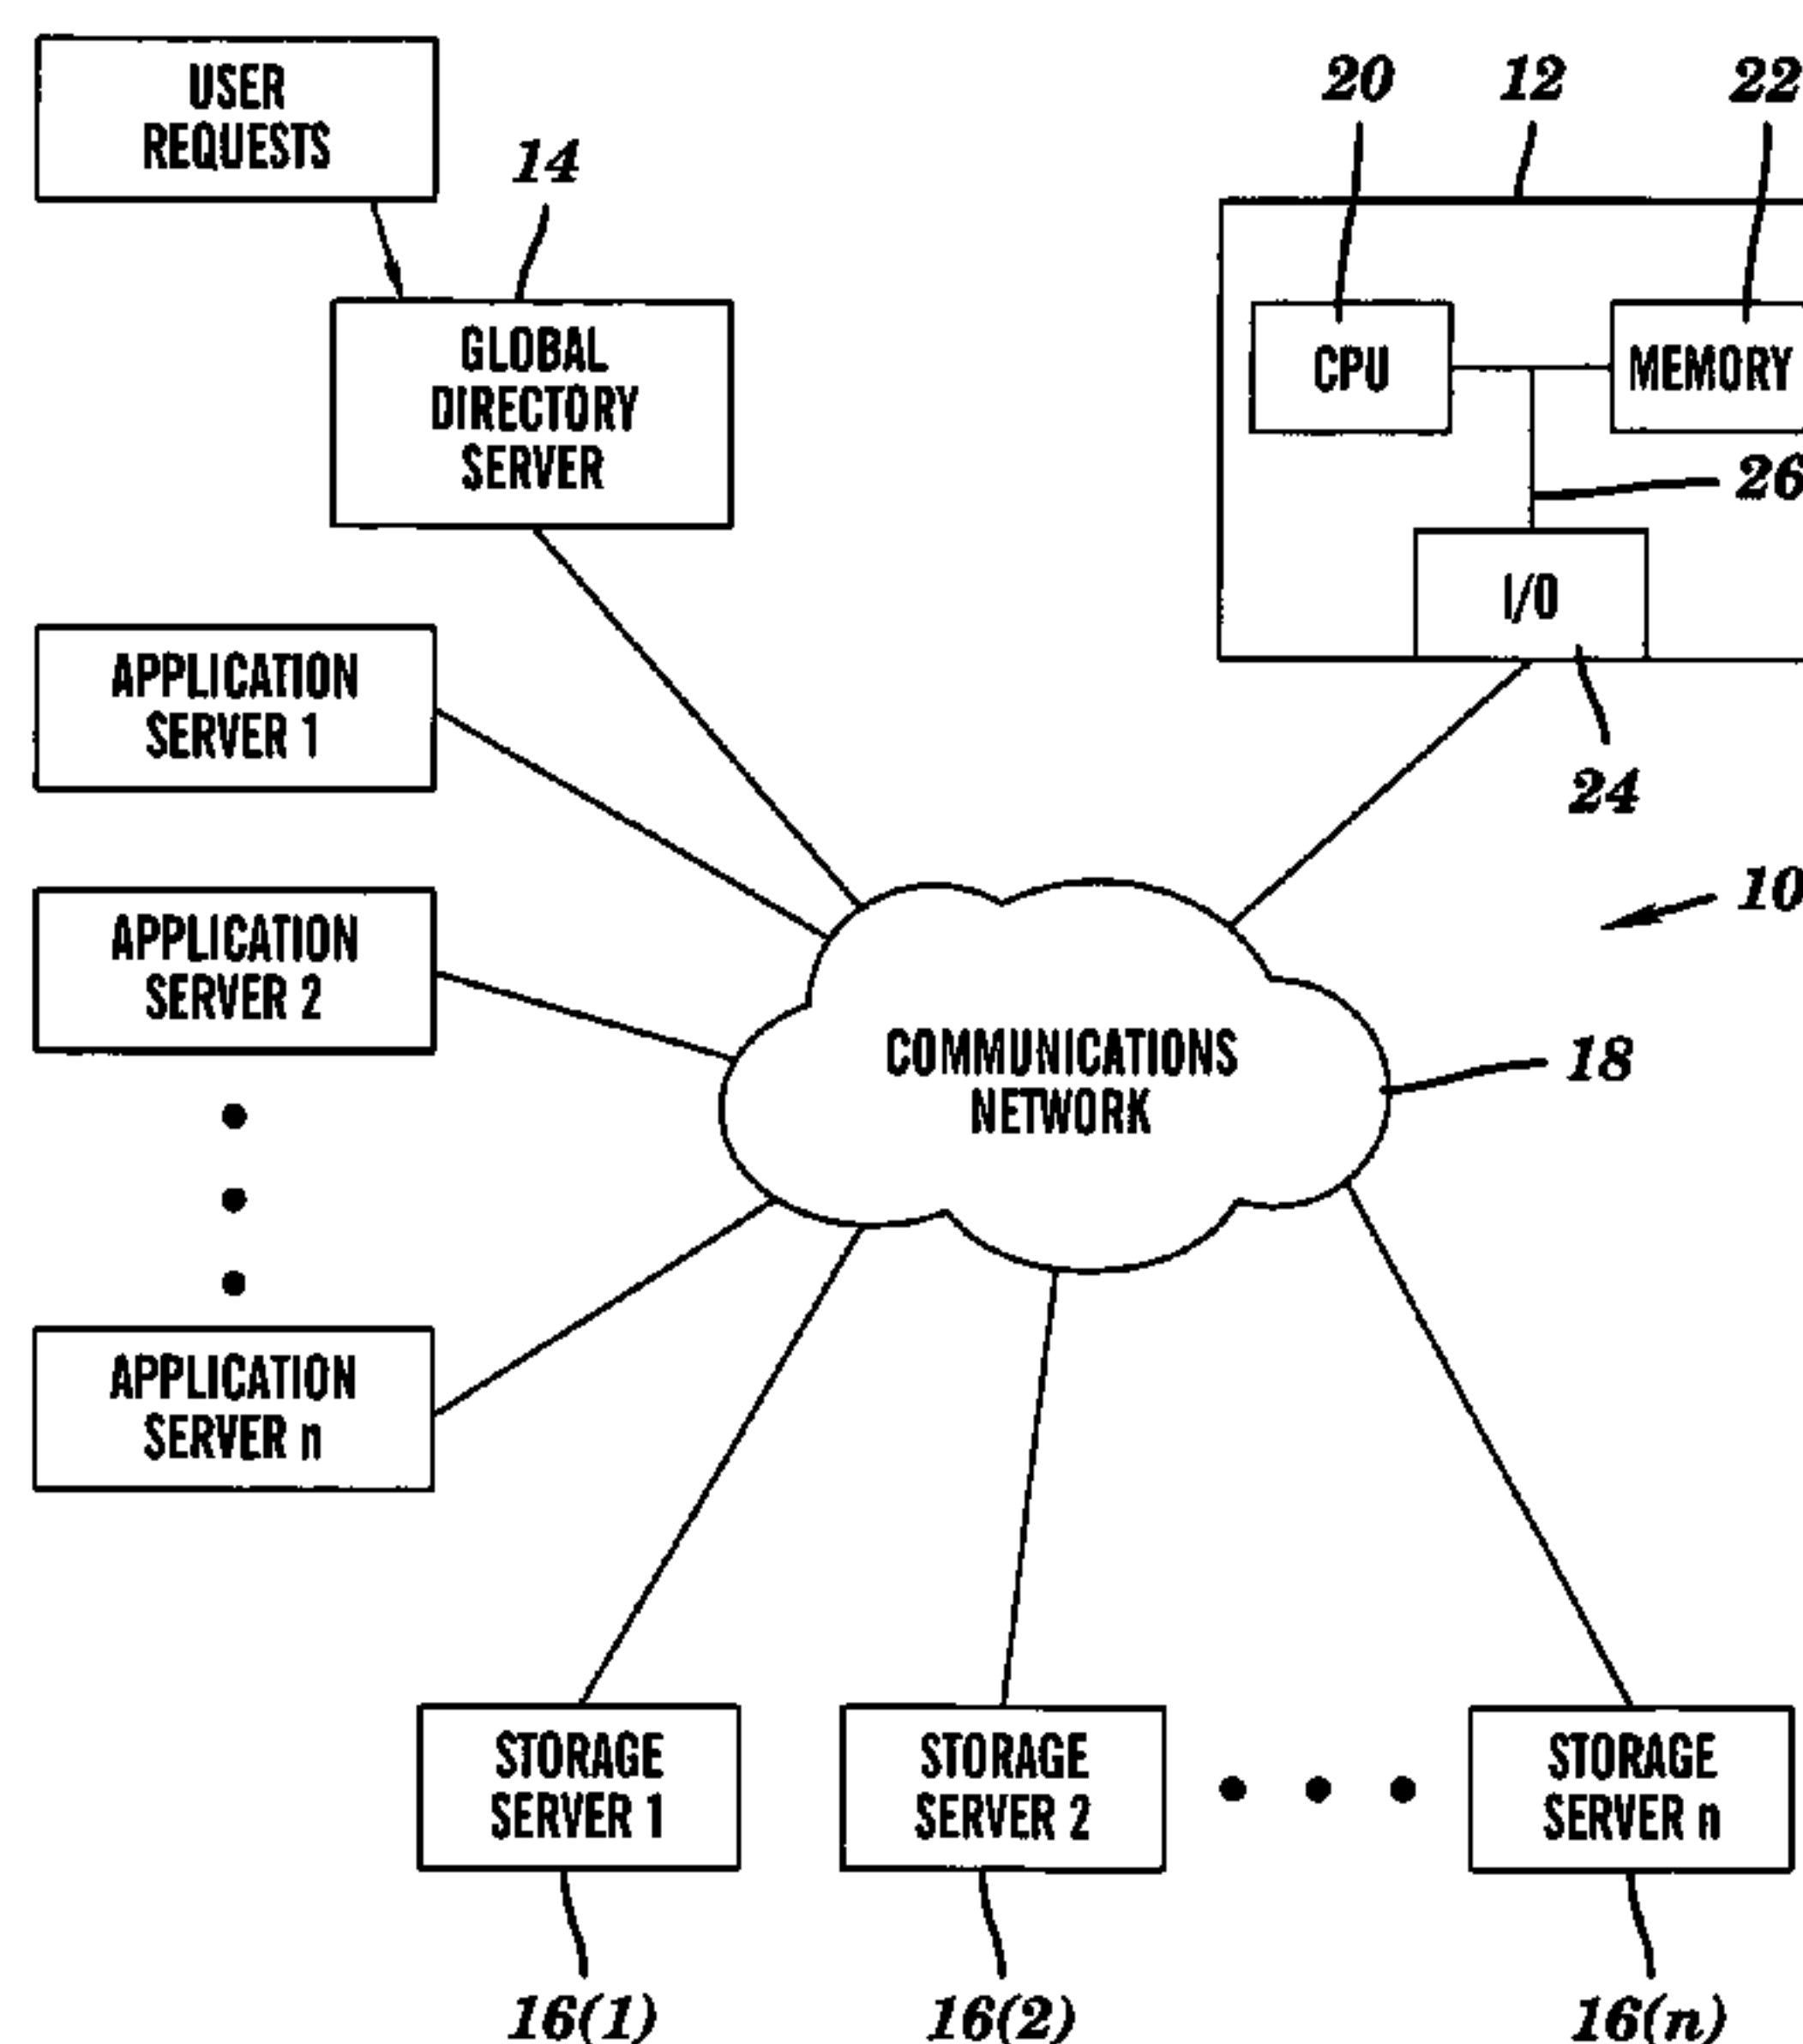 USER
REQUESTS
14
20
12
22
GLOBAL
DIRECTORY
SERVER
CPU
MEMORY
26
I/O
24
APPLICATION
SERVER 1
APPLICATION
SERVER 2
10
COMMUNICATIONS
NETWORK
18
APPLICATION
SERVER n
STORAGE
SERVER 1
STORAGE
SERVER 2
STORAGE
SERVER n
16(1)
16(2)
16(n)